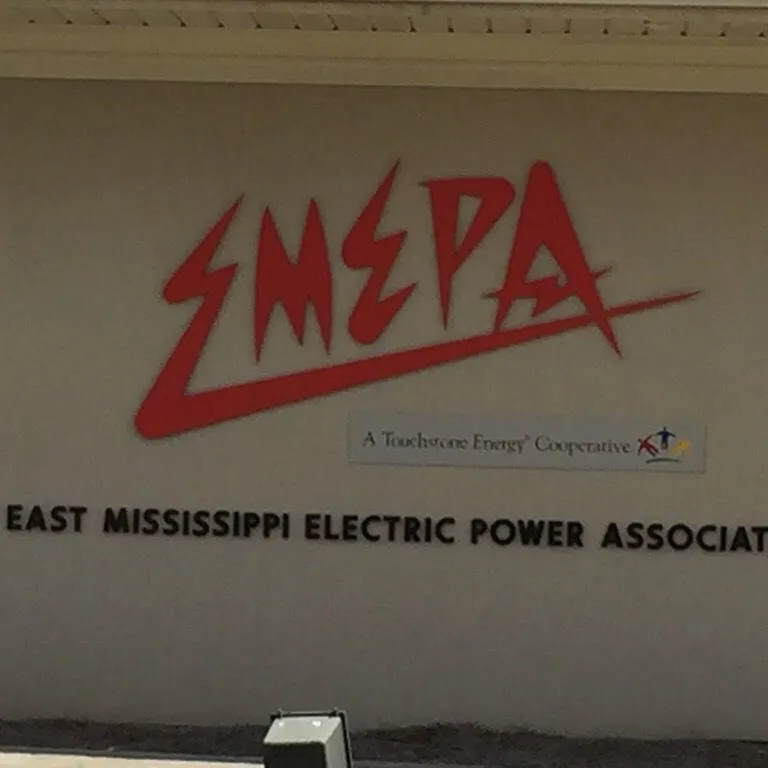 EMEPA
A Touchstone Energy® Cooperative
EAST MISSISSIPPI ELECTRIC POWER ASSOCIAT